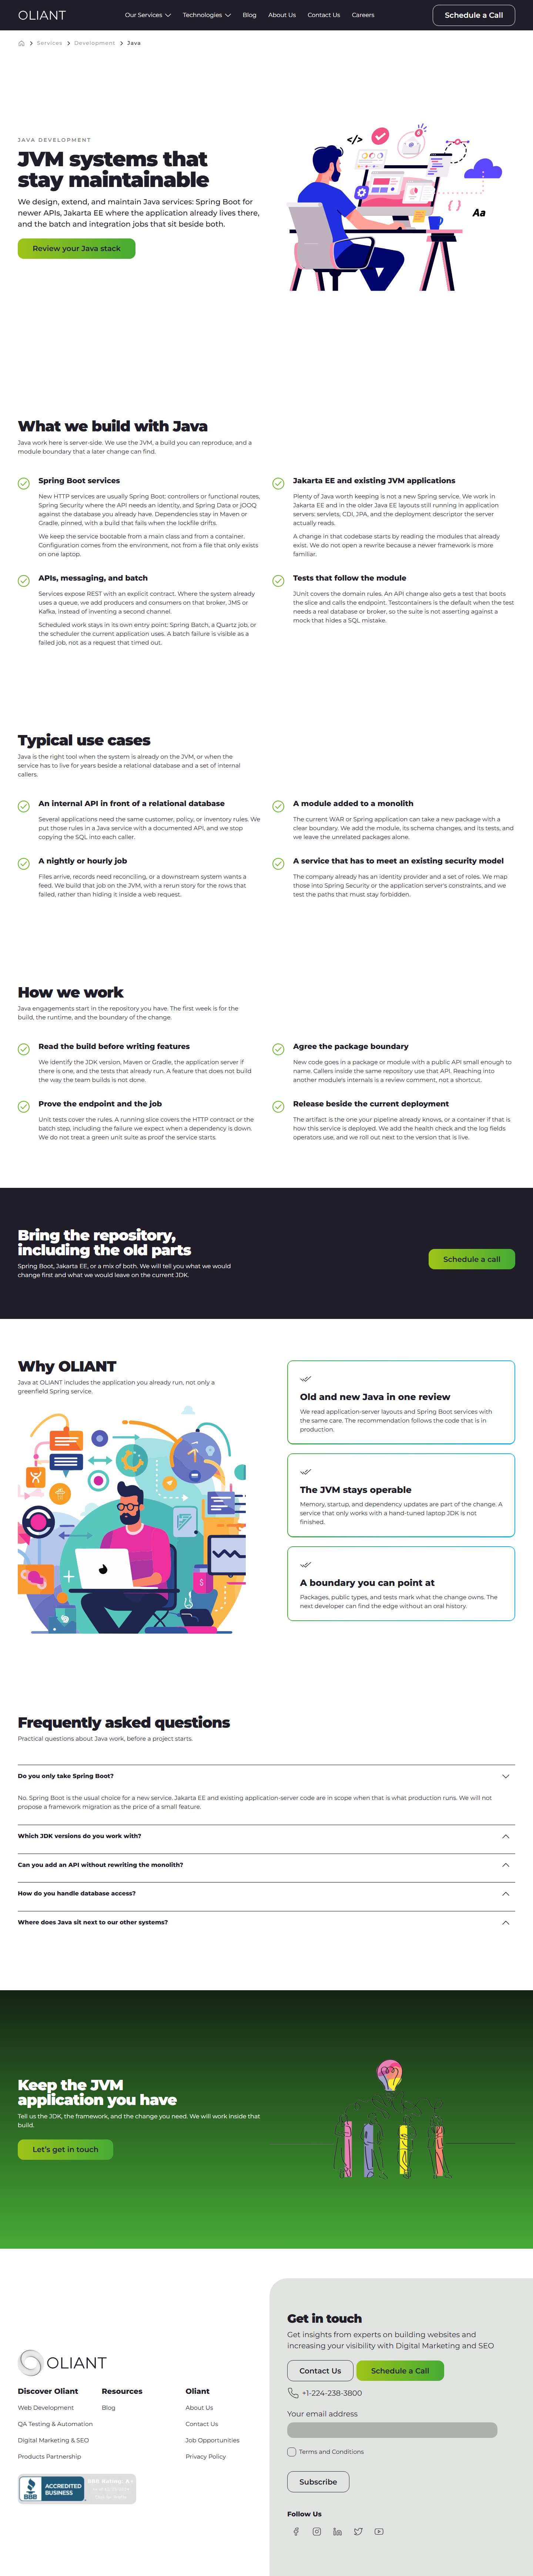 OLIANT
Our Services
Technologies
Blog
About Us
Contact Us
Careers
Schedule a Call
Services
Development
Java
JAVA DEVELOPMENT
JVM systems that
stay maintainable
We design, extend, and maintain Java services: Spring Boot for
newer APIs, Jakarta EE where the application already lives there,
and the batch and integration jobs that sit beside both.
Review your Java stack
</>
{ }
Aa
What we build with Java
Java work here is server-side. We use the JVM, a build you can reproduce, and a
module boundary that a later change can find.
Spring Boot services
New HTTP services are usually Spring Boot: controllers or functional routes,
Spring Security where the API needs an identity, and Spring Data or jOOQ
against the database you already have. Dependencies stay in Maven or
Gradle, pinned, with a build that fails when the lockfile drifts.
We keep the service bootable from a main class and from a container.
Configuration comes from the environment, not from a file that only exists
on one laptop.
Jakarta EE and existing JVM applications
Plenty of Java worth keeping is not a new Spring service. We work in
Jakarta EE and in the older Java EE layouts still running in application
servers: servlets, CDI, JPA, and the deployment descriptor the server
actually reads.
A change in that codebase starts by reading the modules that already
exist. We do not open a rewrite because a newer framework is more
familiar.
APIs, messaging, and batch
Services expose REST with an explicit contract. Where the system already
uses a queue, we add producers and consumers on that broker, JMS or
Kafka, instead of inventing a second channel.
Scheduled work stays in its own entry point: Spring Batch, a Quartz job, or
the scheduler the current application uses. A batch failure is visible as a
failed job, not as a request that timed out.
Tests that follow the module
JUnit covers the domain rules. An API change also gets a test that boots
the slice and calls the endpoint. Testcontainers is the default when the test
needs a real database or broker, so the suite is not asserting against a
mock that hides a SQL mistake.
Typical use cases
Java is the right tool when the system is already on the JVM, or when the
service has to live for years beside a relational database and a set of internal
callers.
An internal API in front of a relational database
Several applications need the same customer, policy, or inventory rules. We
put those rules in a Java service with a documented API, and we stop
copying the SQL into each caller.
A module added to a monolith
The current WAR or Spring application can take a new package with a
clear boundary. We add the module, its schema changes, and its tests, and
we leave the unrelated packages alone.
A nightly or hourly job
Files arrive, records need reconciling, or a downstream system wants a
feed. We build that job on the JVM, with a rerun story for the rows that
failed, rather than hiding it inside a web request.
A service that has to meet an existing security model
The company already has an identity provider and a set of roles. We map
those into Spring Security or the application server's constraints, and we
test the paths that must stay forbidden.
How we work
Java engagements start in the repository you have. The first week is for the
build, the runtime, and the boundary of the change.
Read the build before writing features
We identify the JDK version, Maven or Gradle, the application server if
there is one, and the tests that already run. A feature that does not build
the way the team builds is not done.
Agree the package boundary
New code goes in a package or module with a public API small enough to
name. Callers inside the same repository use that API. Reaching into
another module's internals is a review comment, not a shortcut.
Prove the endpoint and the job
Unit tests cover the rules. A running slice covers the HTTP contract or the
batch step, including the failure we expect when a dependency is down.
We do not treat a green unit suite as proof the service starts.
Release beside the current deployment
The artifact is the one your pipeline already knows, or a container if that is
how this service is deployed. We add the health check and the log fields
operators use, and we roll out next to the version that is live.
Bring the repository,
including the old parts
Spring Boot, Jakarta EE, or a mix of both. We will tell you what we would
change first and what we would leave on the current JDK.
Schedule a call
Why OLIANT
Java at OLIANT includes the application you already run, not only a
greenfield Spring service.
Old and new Java in one review
We read application-server layouts and Spring Boot services with
the same care. The recommendation follows the code that is in
production.
The JVM stays operable
Memory, startup, and dependency updates are part of the change. A
service that only works with a hand-tuned laptop JDK is not
finished.
A boundary you can point at
Packages, public types, and tests mark what the change owns. The
next developer can find the edge without an oral history.
Frequently asked questions
Practical questions about Java work, before a project starts.
Do you only take Spring Boot?
No. Spring Boot is the usual choice for a new service. Jakarta EE and existing application-server code are in scope when that is what production runs. We will not
propose a framework migration as the price of a small feature.
Which JDK versions do you work with?
Can you add an API without rewriting the monolith?
How do you handle database access?
Where does Java sit next to our other systems?
Keep the JVM
application you have
Tell us the JDK, the framework, and the change you need. We will work inside that
build.
Let's get in touch
OLIANT
Discover Oliant
Web Development
QA Testing & Automation
Digital Marketing & SEO
Products Partnership
Resources
Blog
Oliant
About Us
Contact Us
Job Opportunities
Privacy Policy
BBB
ACCREDITED
BUSINESS
BBB Rating: A+
Get in touch
Get insights from experts on building websites and
increasing your visibility with Digital Marketing and SEO
Contact Us
Schedule a Call
+1-224-238-3800
Your email address
Terms and Conditions
Subscribe
Follow Us